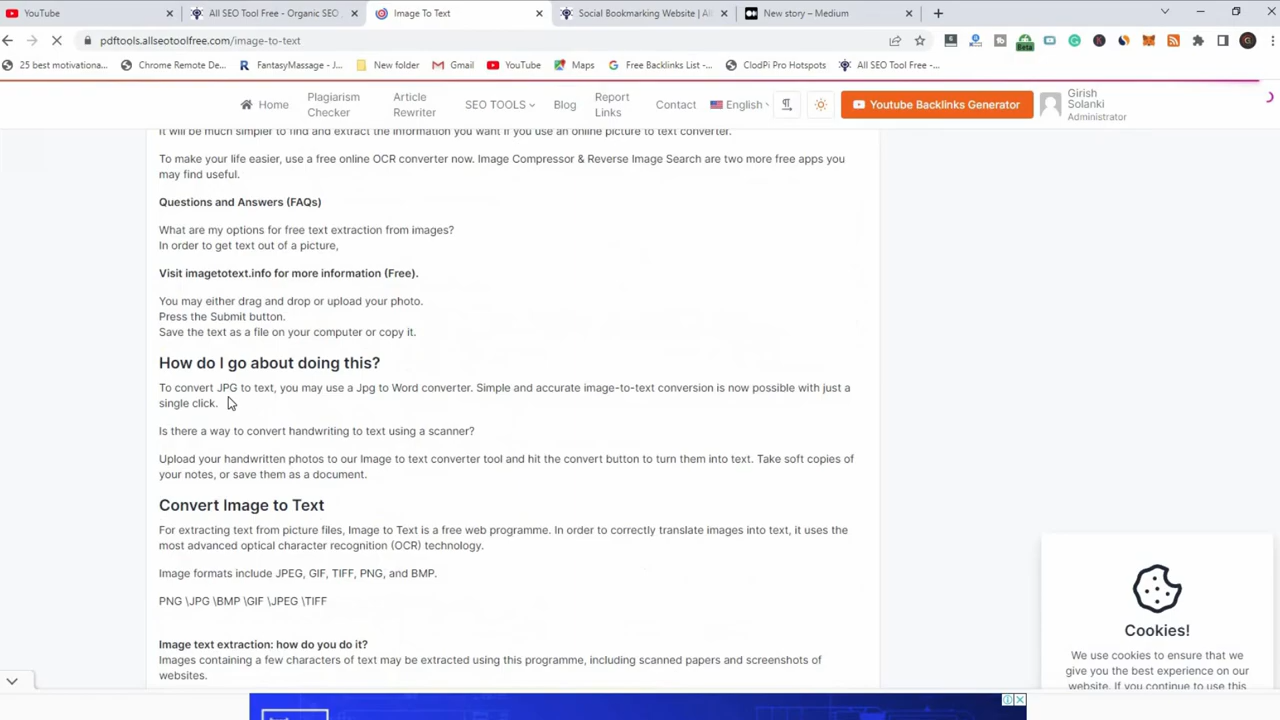 YouTube
All SEO Tool Free - Organic SEO
Image To Text
Social Bookmarking Website | All
New story – Medium
pdftools.allseotoolfree.com/image-to-text
25 best motivationa...
Chrome Remote De...
FantasyMassage - J...
New folder
Gmail
YouTube
Maps
Free Backlinks List -...
ClodPi Pro Hotspots
All SEO Tool Free -...
Home
Plagiarism
Checker
Article
Rewriter
SEO TOOLS
Blog
Report
Links
Contact
English
Youtube Backlinks Generator
Girish
Solanki
Administrator
It will be much simpler to find and extract the information you want if you use an online picture to text converter.
To make your life easier, use a free online OCR converter now. Image Compressor & Reverse Image Search are two more free apps you
may find useful.
Questions and Answers (FAQs)
What are my options for free text extraction from images?
In order to get text out of a picture,
Visit imagetotext.info for more information (Free).
You may either drag and drop or upload your photo.
Press the Submit button.
Save the text as a file on your computer or copy it.
How do I go about doing this?
To convert JPG to text, you may use a Jpg to Word converter. Simple and accurate image-to-text conversion is now possible with just a
single click.
Is there a way to convert handwriting to text using a scanner?
Upload your handwritten photos to our Image to text converter tool and hit the convert button to turn them into text. Take soft copies of
your notes, or save them as a document.
Convert Image to Text
For extracting text from picture files, Image to Text is a free web programme. In order to correctly translate images into text, it uses the
most advanced optical character recognition (OCR) technology.
Image formats include JPEG, GIF, TIFF, PNG, and BMP.
PNG \JPG \BMP \GIF \JPEG \TIFF
Image text extraction: how do you do it?
Images containing a few characters of text may be extracted using this programme, including scanned papers and screenshots of
websites.
Cookies!
We use cookies to ensure that we
give you the best experience on our
website. If you continue to use this